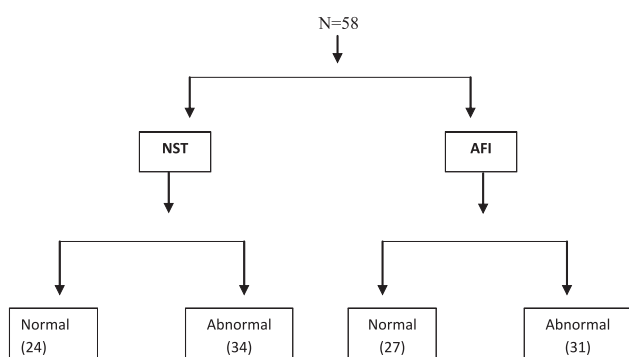 N=58
NST
AFI
Normal
(24)
Abnormal
(34)
Normal
(27)
Abnormal
(31)